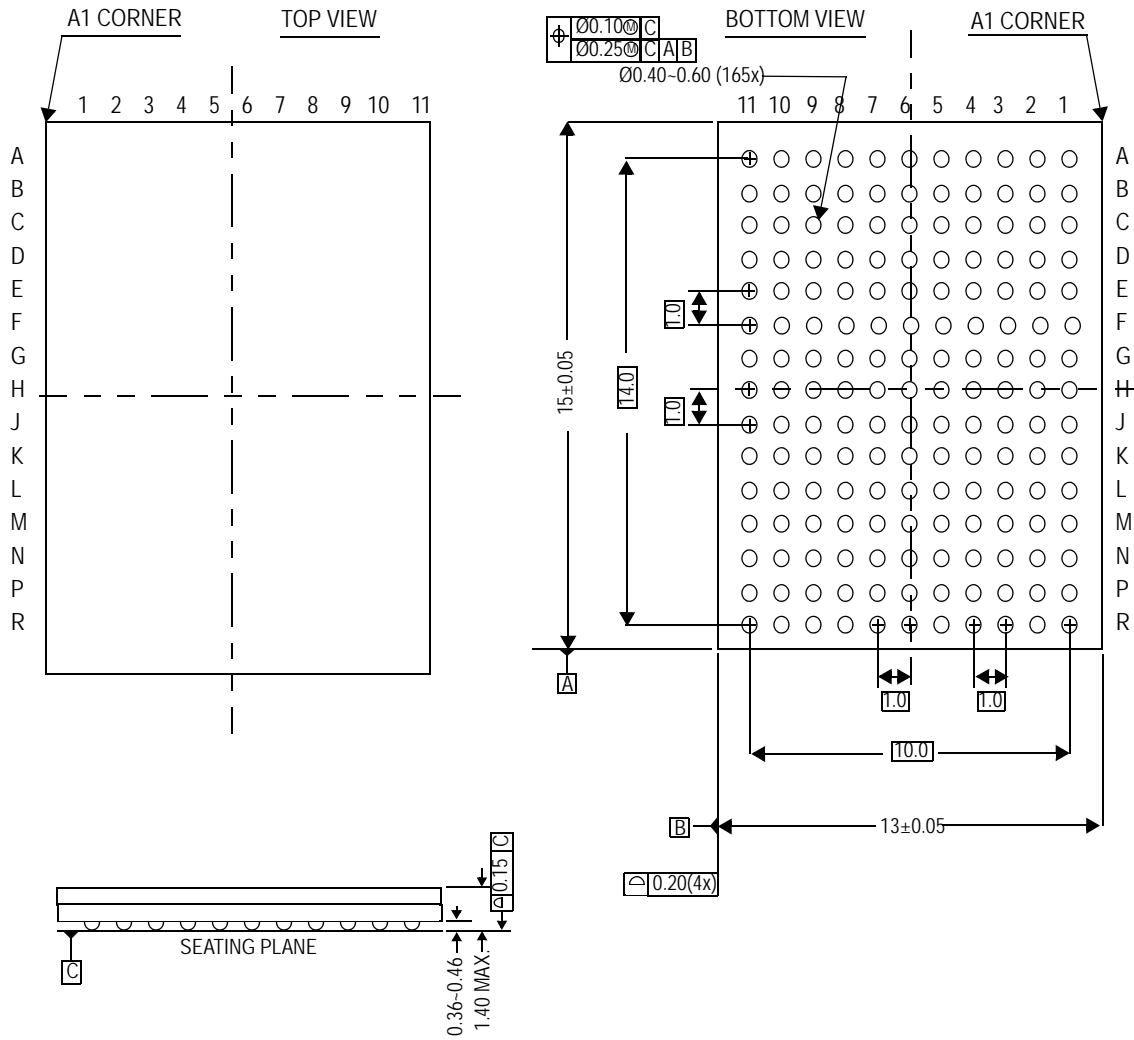 A1 CORNER
TOP VIEW
1 2 3 4 5 6 7 8 9 10 11
A
B
C
D
E
F
G
H
J
K
L
M
N
P
R
BOTTOM VIEW
A1 CORNER
⌖ Ø0.10Ⓜ C
Ø0.25Ⓜ C A B
Ø0.40~0.60 (165x)
11 10 9 8 7 6 5 4 3 2 1
A
B
C
D
E
F
G
H
J
K
L
M
N
P
R
1.0
1.0
14.0
15±0.05
A
1.0
1.0
10.0
B
13±0.05
⌓ 0.20(4x)
⌓ 0.15 C
SEATING PLANE
C
0.36~0.46
1.40 MAX.